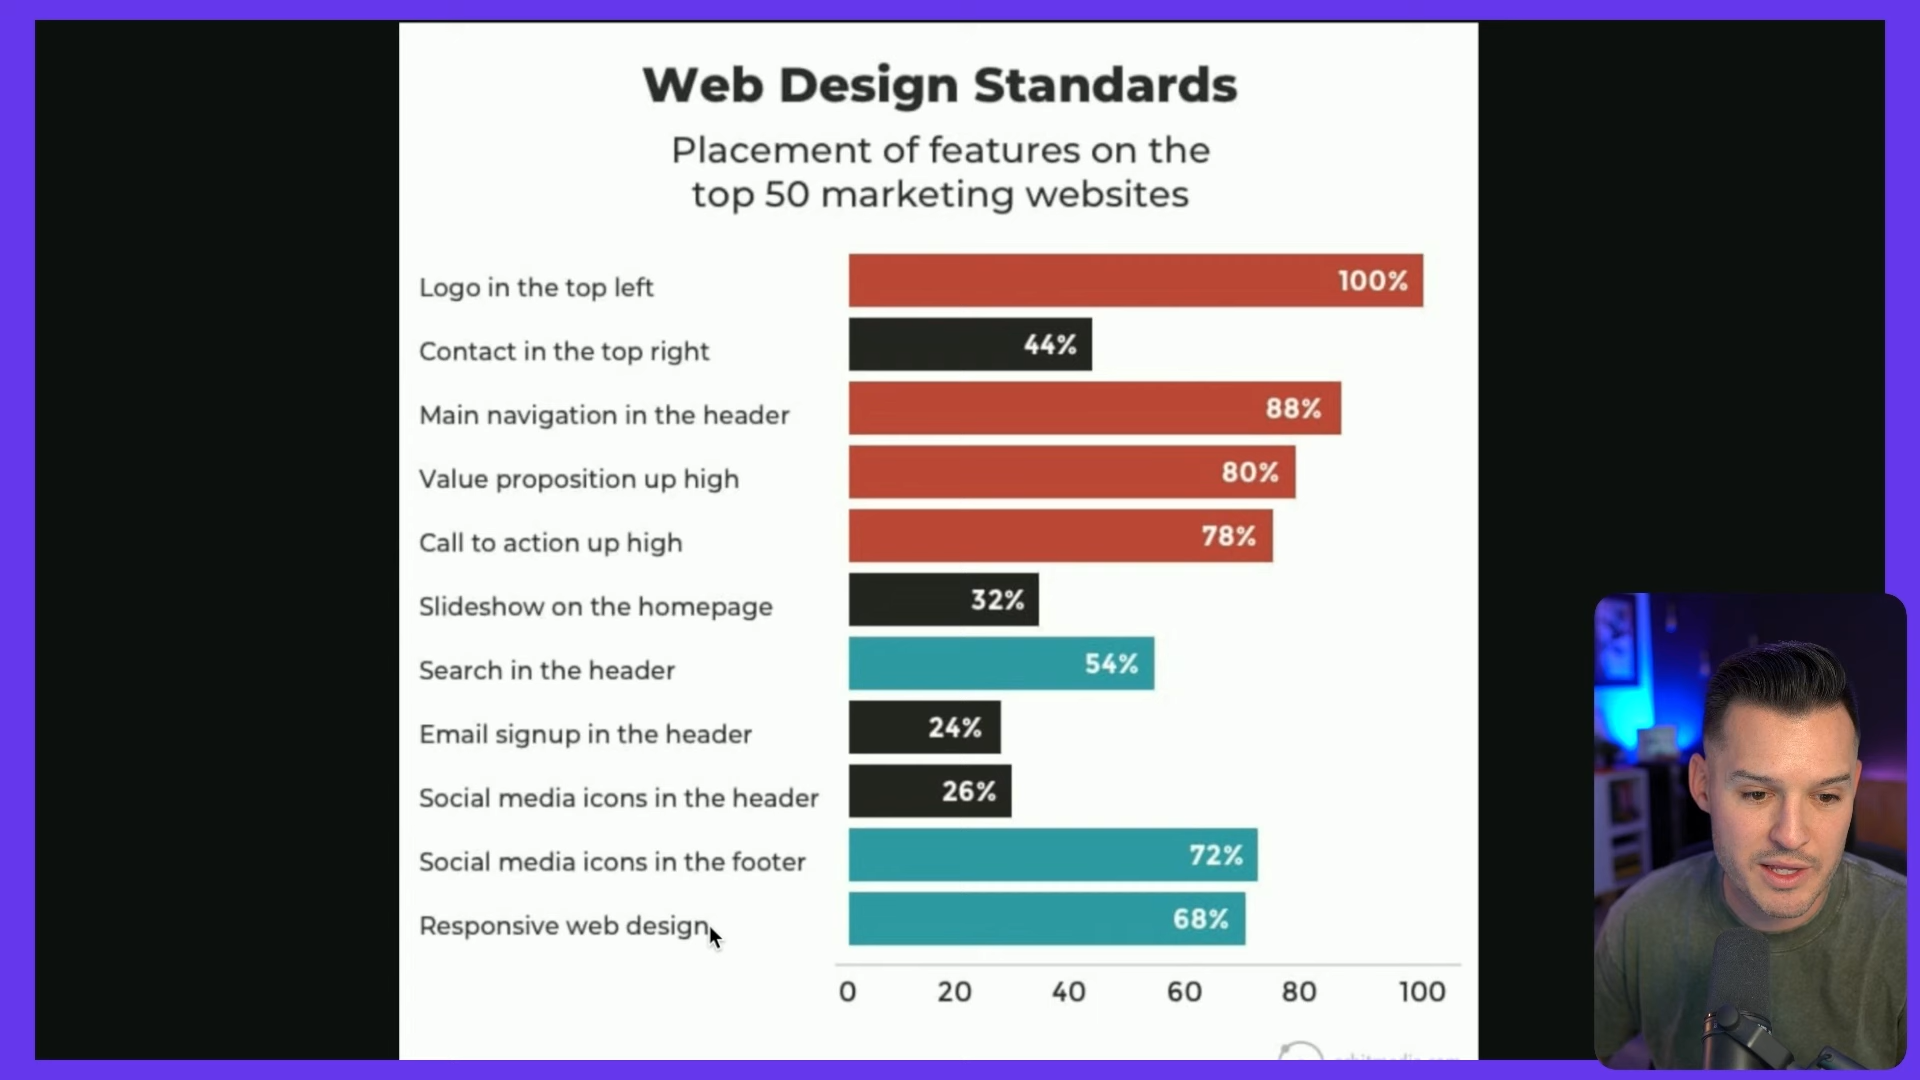 Web Design Standards
Placement of features on the
top 50 marketing websites
Logo in the top left 100%
Contact in the top right 44%
Main navigation in the header 88%
Value proposition up high 80%
Call to action up high 78%
Slideshow on the homepage 32%
Search in the header 54%
Email signup in the header 24%
Social media icons in the header 26%
Social media icons in the footer 72%
Responsive web design 68%
0 20 40 60 80 100